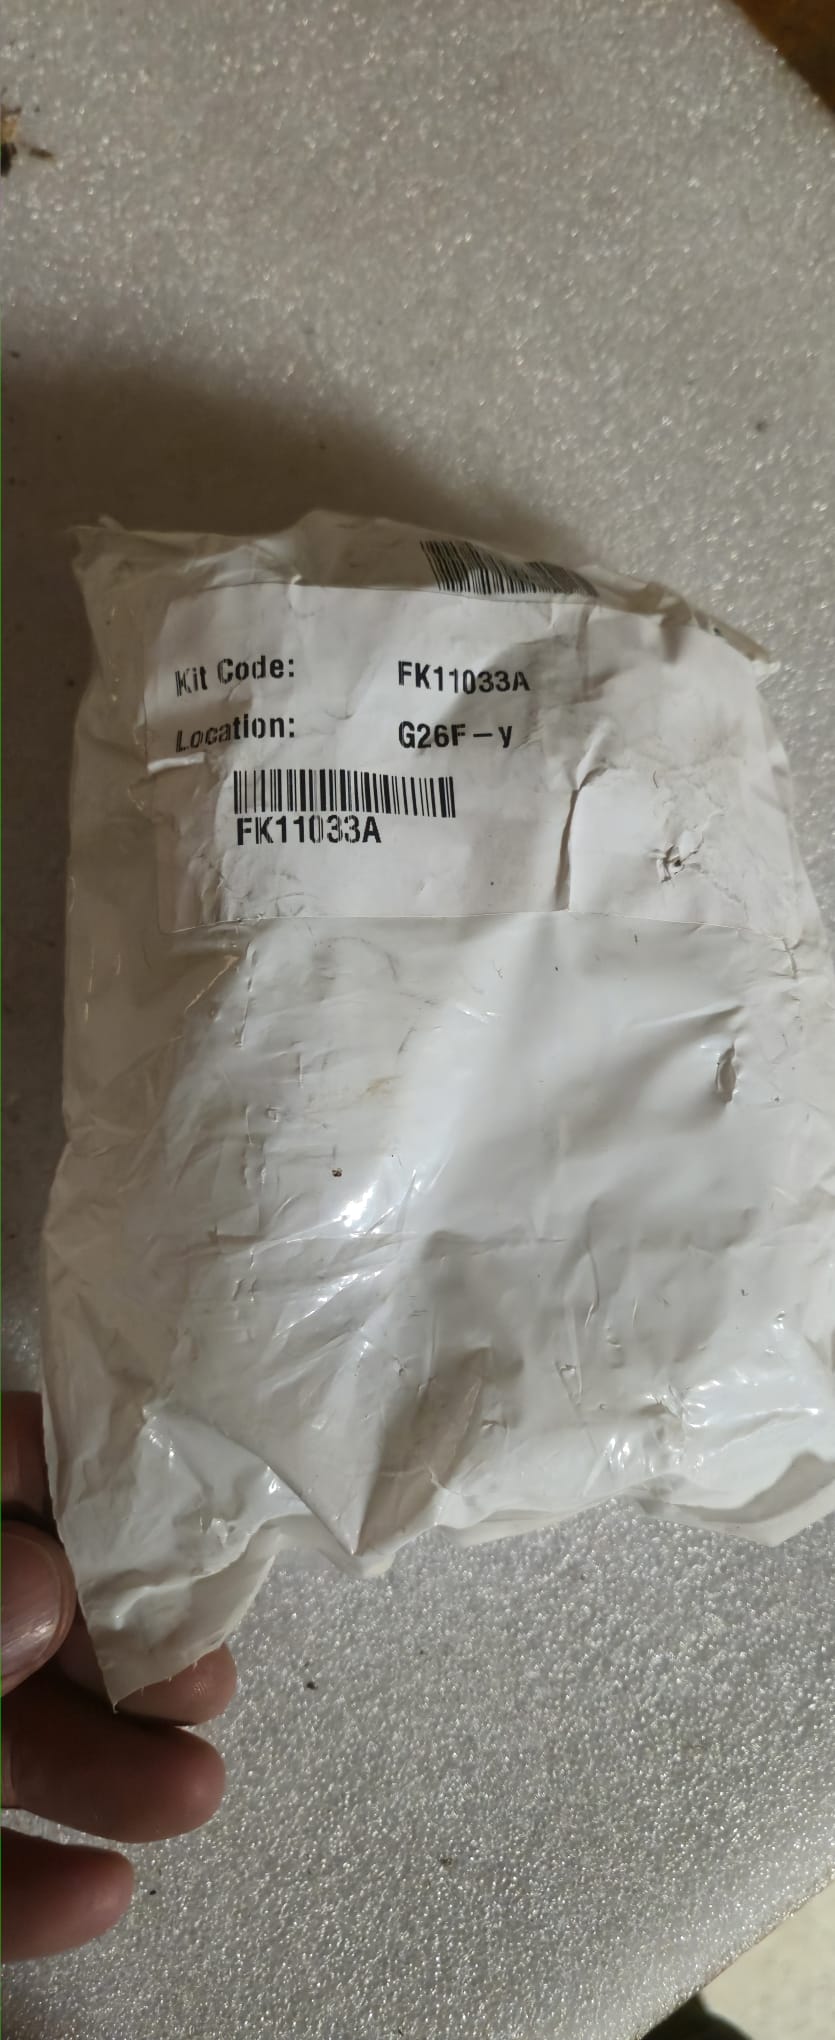 Kit Code: FK11033A
Location: G26F-y
FK11033A